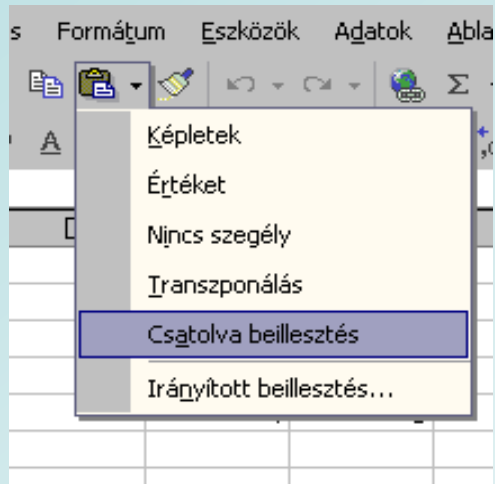 s Formátum Eszközök Adatok Abla
Σ
A
Képletek
Értéket
Nincs szegély
Transzponálás
Csatolva beillesztés
Irányított beillesztés...